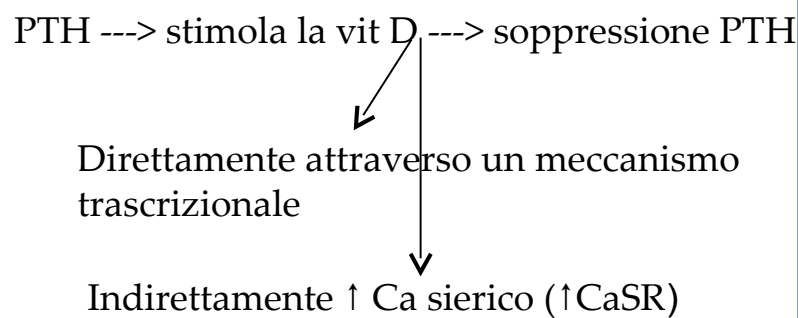 PTH ---> stimola la vit D ---> soppressione PTH
Direttamente attraverso un meccanismo
trascrizionale
Indirettamente ↑ Ca sierico (↑CaSR)